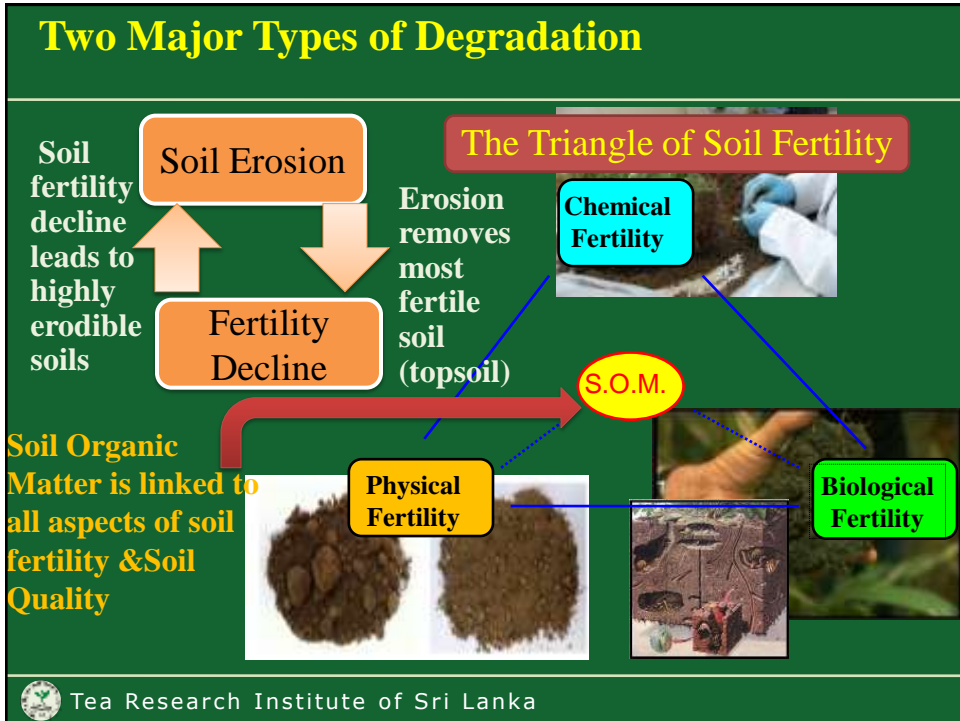 Two Major Types of Degradation
Soil
fertility
decline
leads to
highly
erodible
soils
Soil Erosion
Fertility
Decline
Erosion
removes
most
fertile
soil
(topsoil)
The Triangle of Soil Fertility
Chemical
Fertility
S.O.M.
Soil Organic
Matter is linked to
all aspects of soil
fertility &Soil
Quality
Physical
Fertility
Biological
Fertility
Tea Research Institute of Sri Lanka